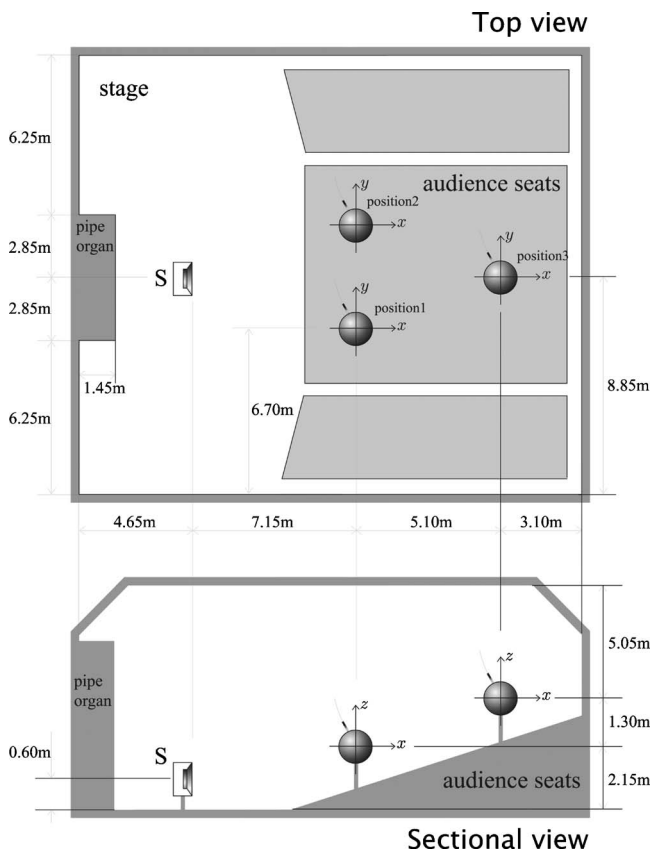 Top view
stage
6.25m
audience seats
y
position2
x
pipe
organ
2.85m
y
position3
x
S
2.85m
y
position1
x
1.45m
6.70m
8.85m
6.25m
4.65m
7.15m
5.10m
3.10m
5.05m
pipe
organ
z
x
z
x
1.30m
0.60m
S
audience seats
2.15m
Sectional view